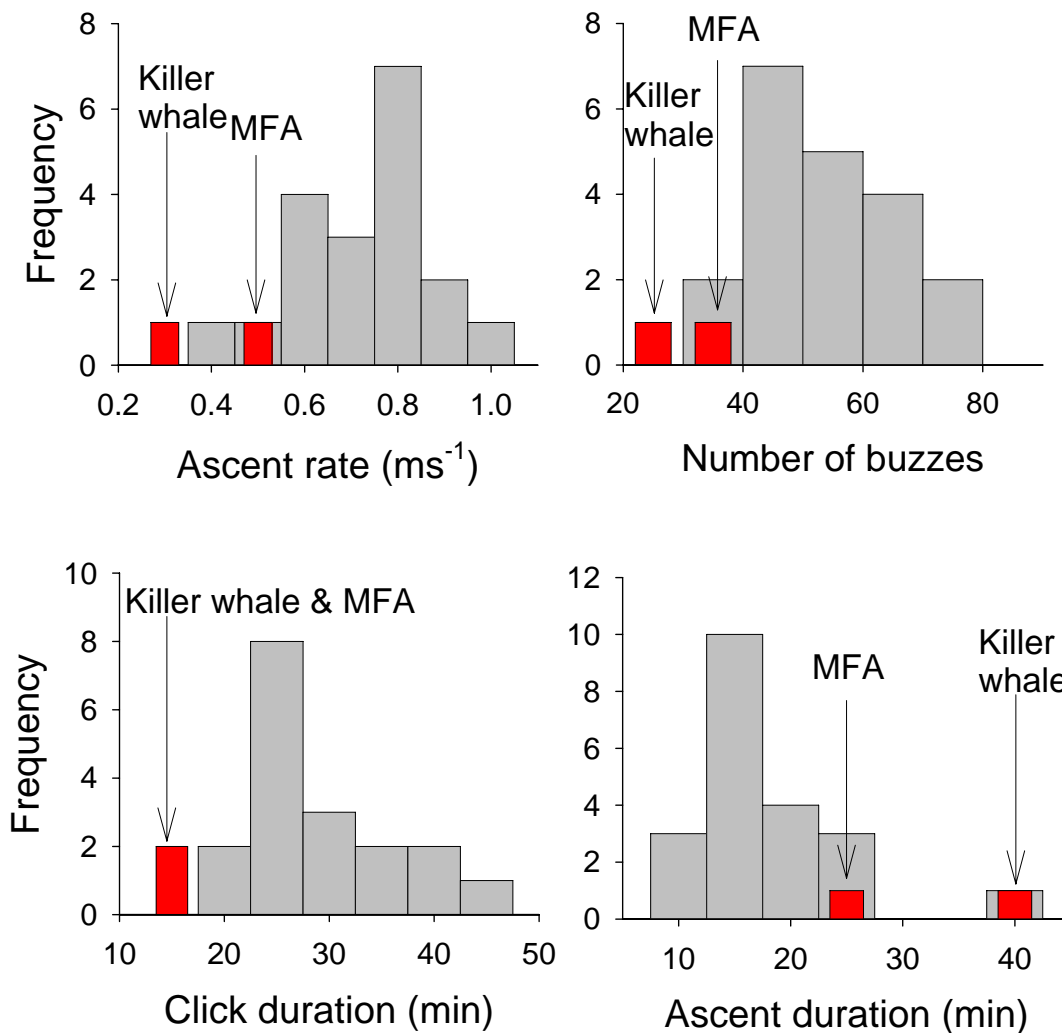 8
6
4
2
0
Frequency
Killer
whale
MFA
0.2 0.4 0.6 0.8 1.0
Ascent rate (ms⁻¹)
8
6
4
2
0
MFA
Killer
whale
20 40 60 80
Number of buzzes
10
8
6
4
2
0
Frequency
Killer whale & MFA
10 20 30 40 50
Click duration (min)
12
10
8
6
4
2
0
MFA
Killer
whale
10 20 30 40
Ascent duration (min)